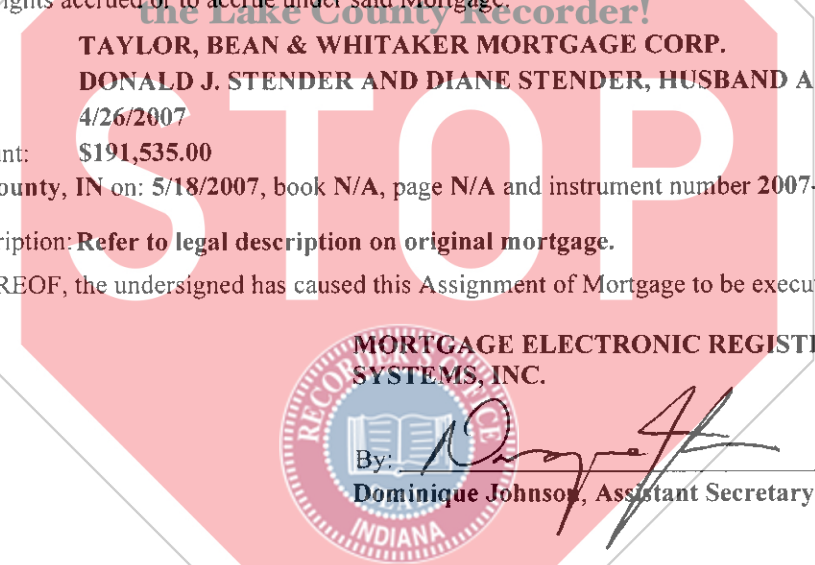 the Lake County Recorder!
rights accrued or to accrue under said Mortgage.
TAYLOR, BEAN & WHITAKER MORTGAGE CORP.
DONALD J. STENDER AND DIANE STENDER, HUSBAND A
4/26/2007
nt: $191,535.00
ounty, IN on: 5/18/2007, book N/A, page N/A and instrument number 2007-
ription: Refer to legal description on original mortgage.
REOF, the undersigned has caused this Assignment of Mortgage to be execu
MORTGAGE ELECTRONIC REGIST
SYSTEMS, INC.
By:
Dominique Johnson, Assistant Secretary
STOP
RECORDER'S OFFICE
SEAL
INDIANA